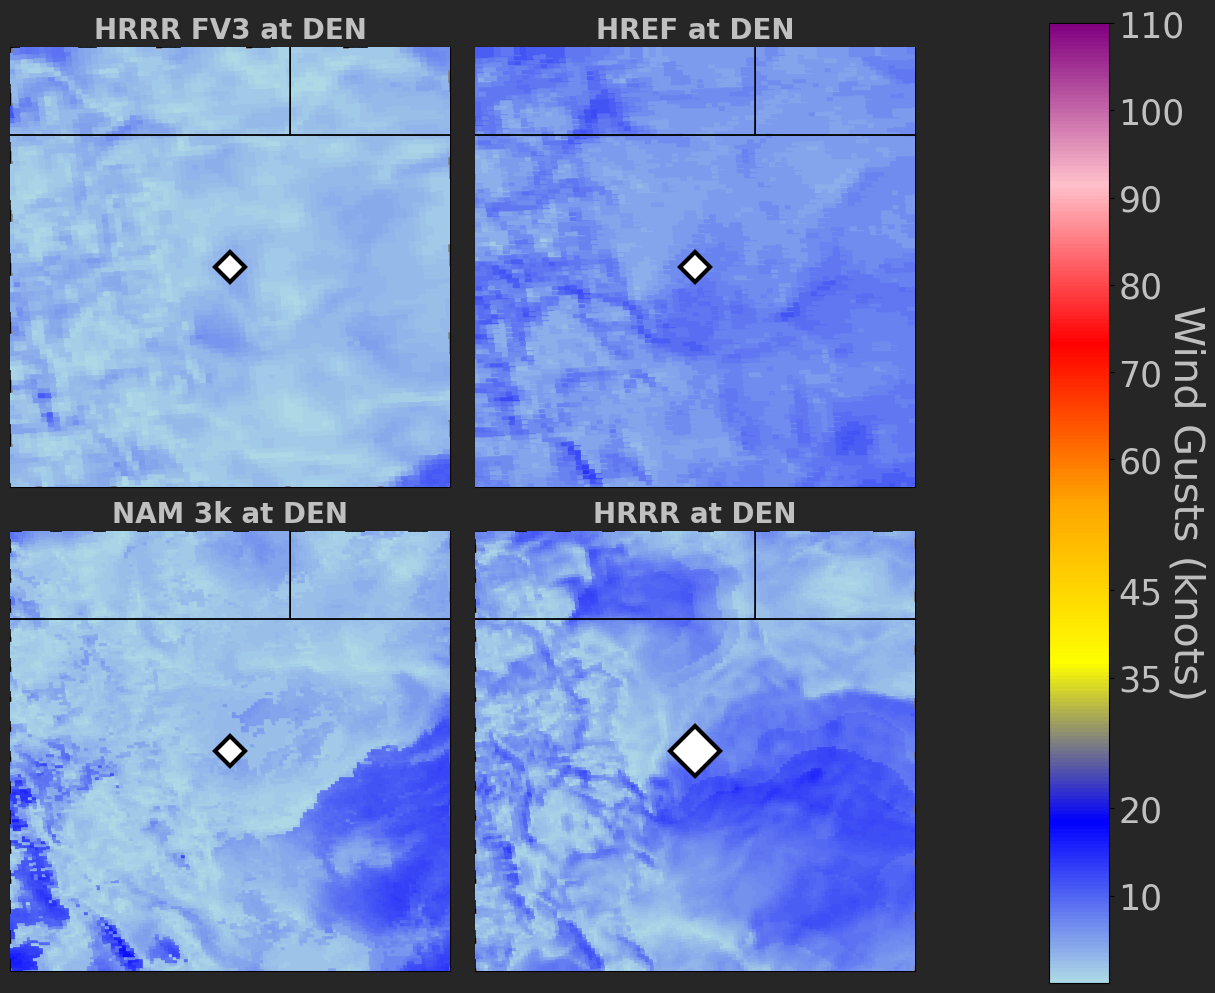 HRRR FV3 at DEN
HREF at DEN
NAM 3k at DEN
HRRR at DEN
110
100
90
80
70
60
45
35
20
10
Wind Gusts (knots)